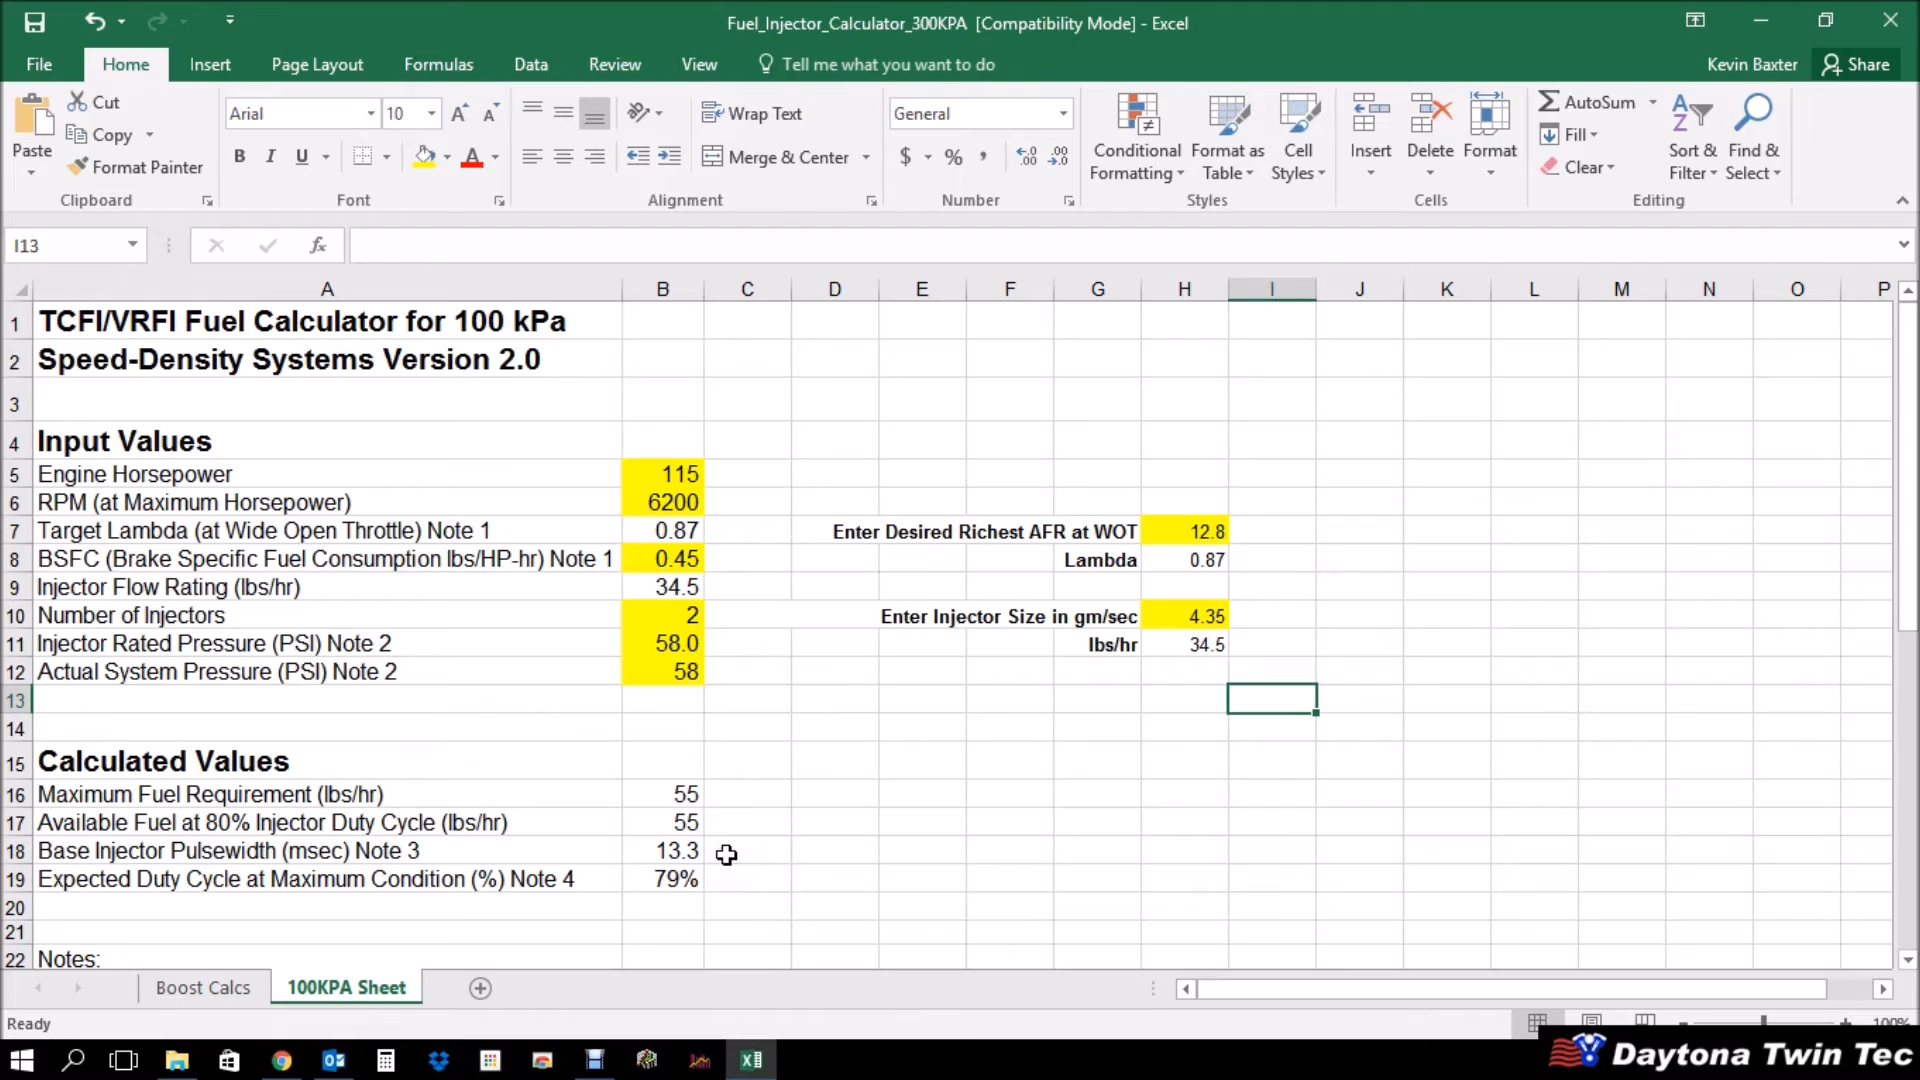 Fuel_Injector_Calculator_300KPA [Compatibility Mode] - Excel
File Home Insert Page Layout Formulas Data Review View Tell me what you want to do Kevin Baxter Share
Paste
Cut
Copy
Format Painter
Clipboard
Arial 10
B I U A
Font
Wrap Text
Merge & Center
Alignment
General
$ % ,
Number
Conditional Formatting
Format as Table
Cell Styles
Styles
Insert Delete Format
Cells
AutoSum
Fill
Clear
Sort & Filter
Find & Select
Editing
I13 fx
A B C D E F G H I J K L M N O P
1 TCFI/VRFI Fuel Calculator for 100 kPa
2 Speed-Density Systems Version 2.0
3
4 Input Values
5 Engine Horsepower 115
6 RPM (at Maximum Horsepower) 6200
7 Target Lambda (at Wide Open Throttle) Note 1 0.87 Enter Desired Richest AFR at WOT 12.8
8 BSFC (Brake Specific Fuel Consumption lbs/HP-hr) Note 1 0.45 Lambda 0.87
9 Injector Flow Rating (lbs/hr) 34.5
10 Number of Injectors 2 Enter Injector Size in gm/sec 4.35
11 Injector Rated Pressure (PSI) Note 2 58.0 lbs/hr 34.5
12 Actual System Pressure (PSI) Note 2 58
13
14
15 Calculated Values
16 Maximum Fuel Requirement (lbs/hr) 55
17 Available Fuel at 80% Injector Duty Cycle (lbs/hr) 55
18 Base Injector Pulsewidth (msec) Note 3 13.3
19 Expected Duty Cycle at Maximum Condition (%) Note 4 79%
20
21
22 Notes:
Boost Calcs 100KPA Sheet
Ready 100%
Daytona Twin Tec